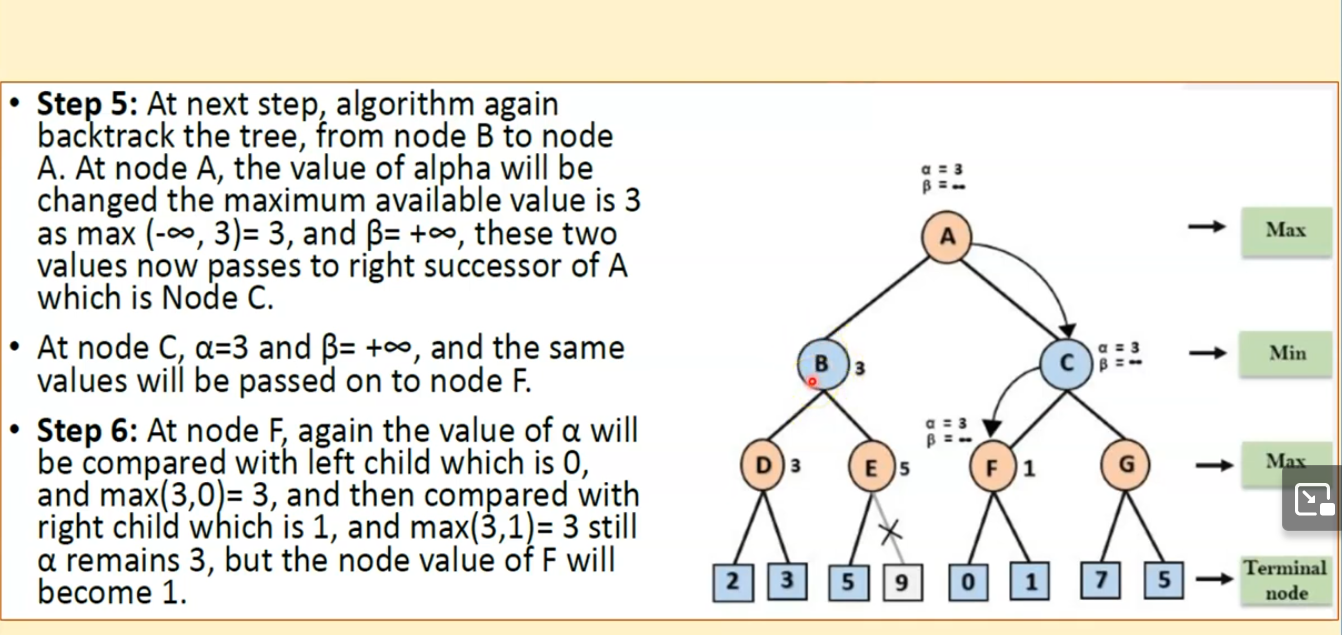 • Step 5: At next step, algorithm again
backtrack the tree, from node B to node
A. At node A, the value of alpha will be
changed the maximum available value is 3
as max (-∞, 3)= 3, and β= +∞, these two
values now passes to right successor of A
which is Node C.
• At node C, α=3 and β= +∞, and the same
values will be passed on to node F.
• Step 6: At node F, again the value of α will
be compared with left child which is 0,
and max(3,0)= 3, and then compared with
right child which is 1, and max(3,1)= 3 still
α remains 3, but the node value of F will
become 1.
α = 3
β = ∞
A
Max
B 3
C
α = 3
β = ∞
Min
α = 3
β = ∞
D 3
E 5
F 1
G
Max
2 3 5 9 0 1 7 5
Terminal
node